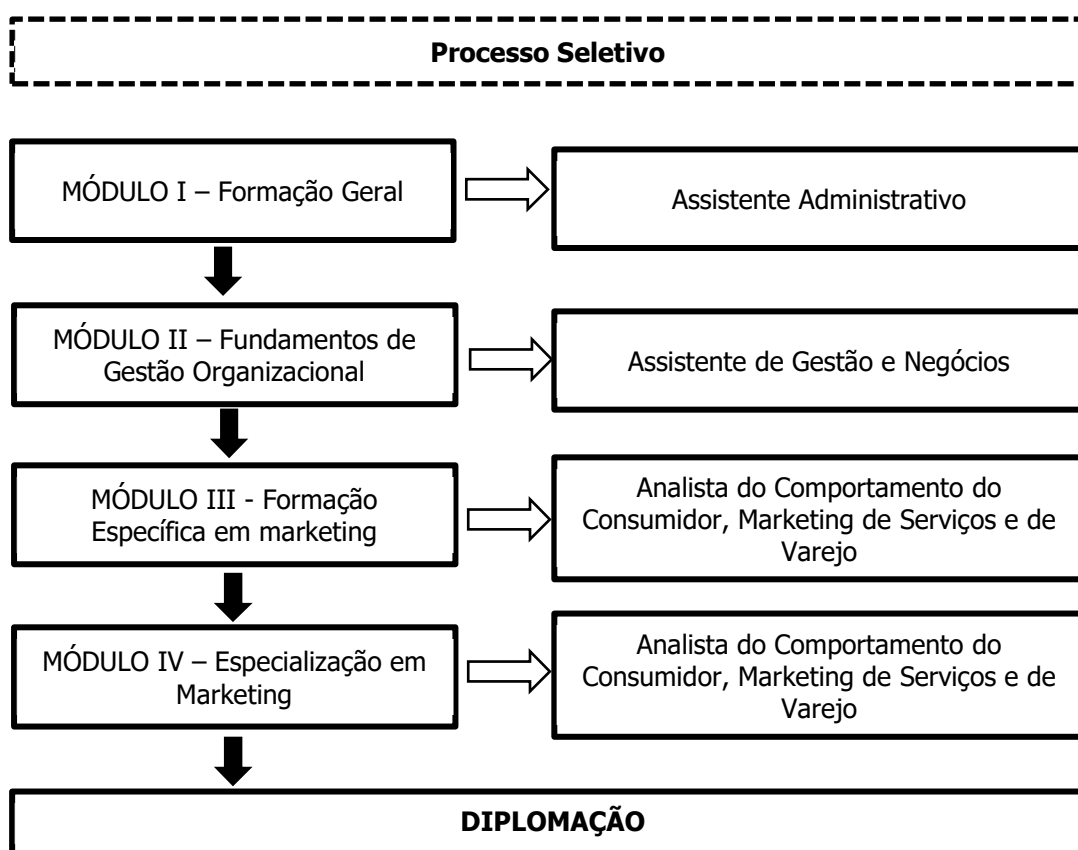 Processo Seletivo
MÓDULO I – Formação Geral
Assistente Administrativo
MÓDULO II – Fundamentos de
Gestão Organizacional
Assistente de Gestão e Negócios
MÓDULO III - Formação
Específica em marketing
Analista do Comportamento do
Consumidor, Marketing de Serviços e de
Varejo
MÓDULO IV – Especialização em
Marketing
Analista do Comportamento do
Consumidor, Marketing de Serviços e de
Varejo
DIPLOMAÇÃO